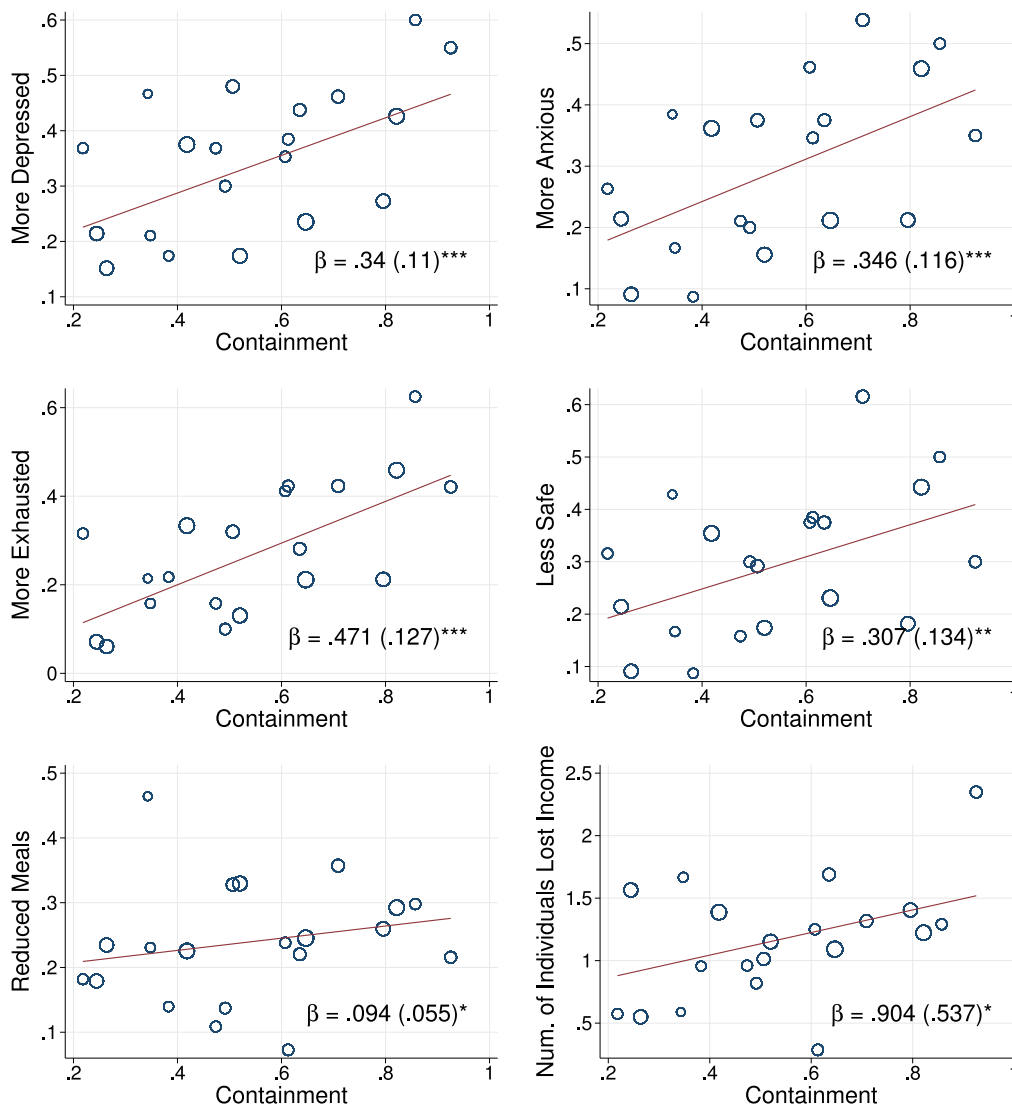 More Depressed
.6
.5
.4
.3
.2
.1
β = .34 (.11)***
.2 .4 .6 .8 1
Containment
More Anxious
.5
.4
.3
.2
.1
β = .346 (.116)***
.2 .4 .6 .8 1
Containment
More Exhausted
.6
.4
.2
0
β = .471 (.127)***
.2 .4 .6 .8 1
Containment
Less Safe
.6
.5
.4
.3
.2
.1
β = .307 (.134)**
.2 .4 .6 .8 1
Containment
Reduced Meals
.5
.4
.3
.2
.1
β = .094 (.055)*
.2 .4 .6 .8 1
Containment
Num. of Individuals Lost Income
2.5
2
1.5
1
.5
β = .904 (.537)*
.2 .4 .6 .8 1
Containment